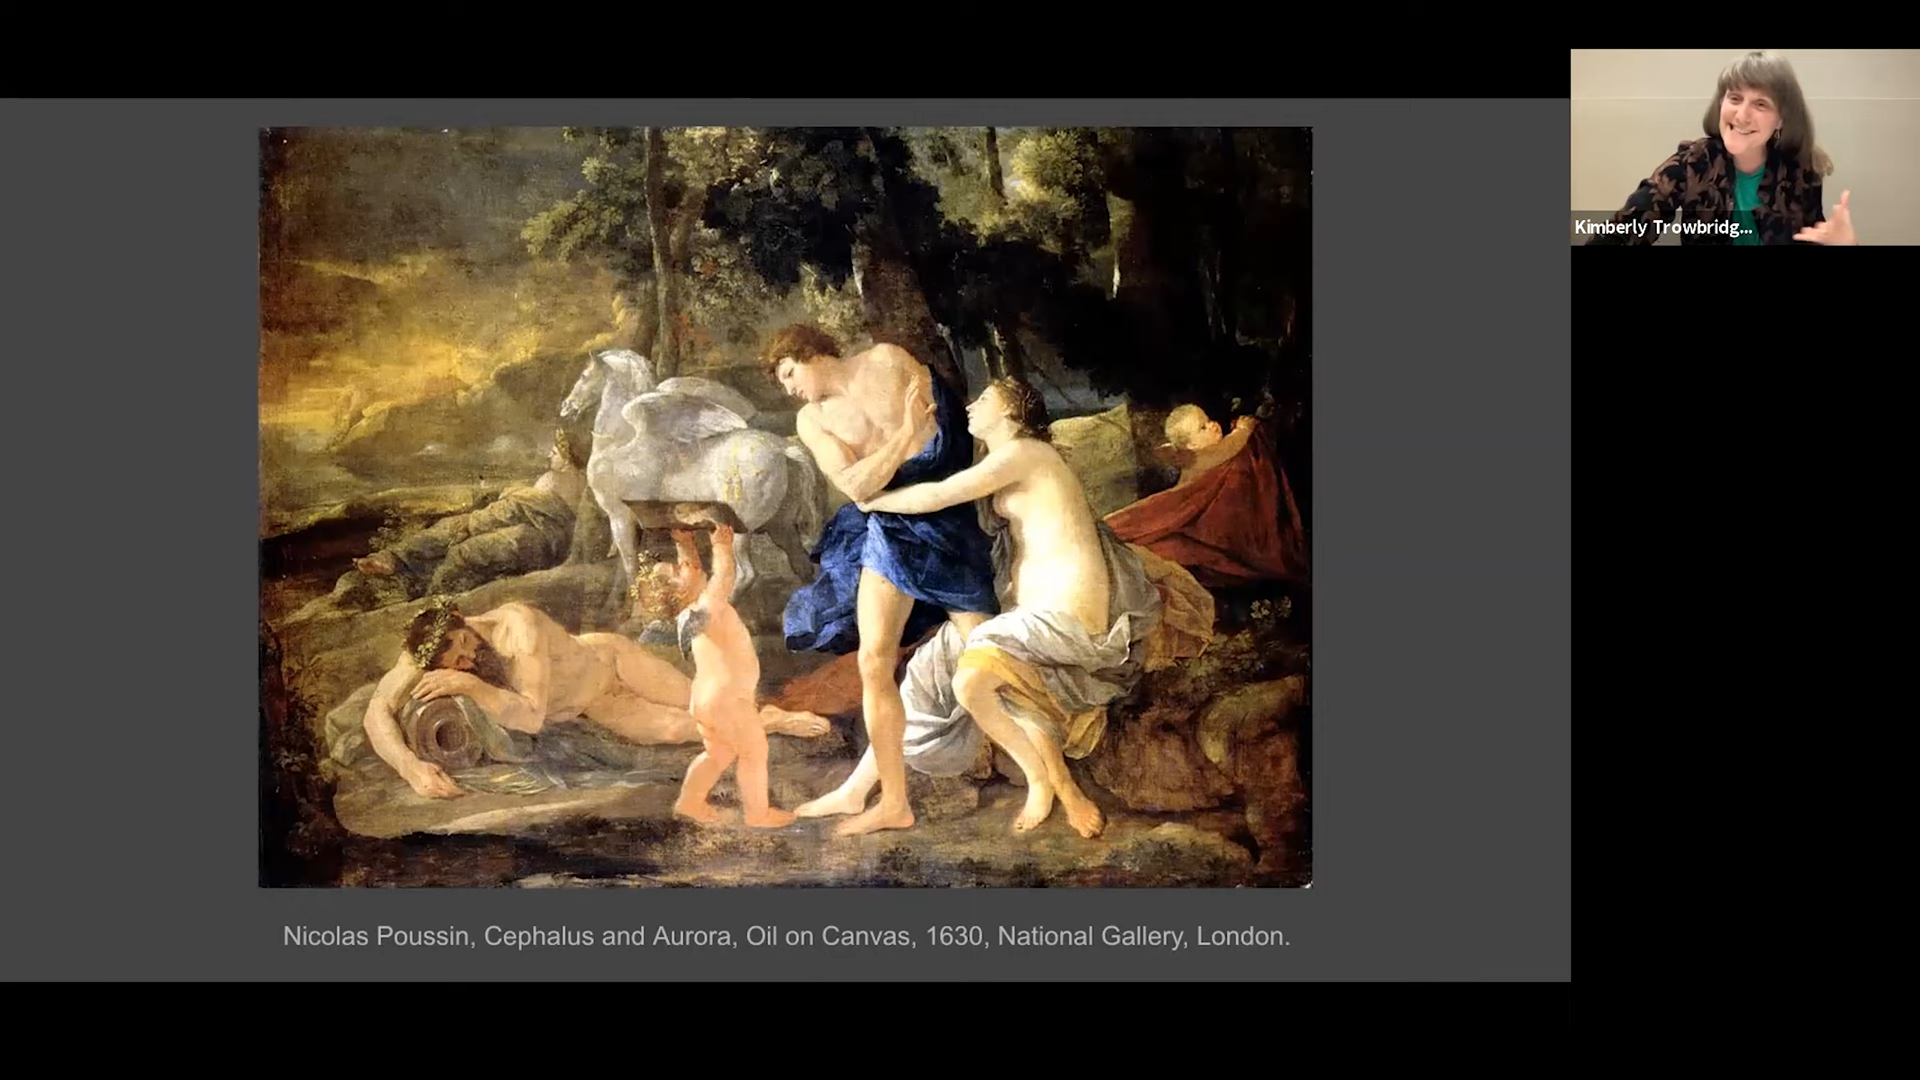 Kimberly Trowbridg...
Nicolas Poussin, Cephalus and Aurora, Oil on Canvas, 1630, National Gallery, London.